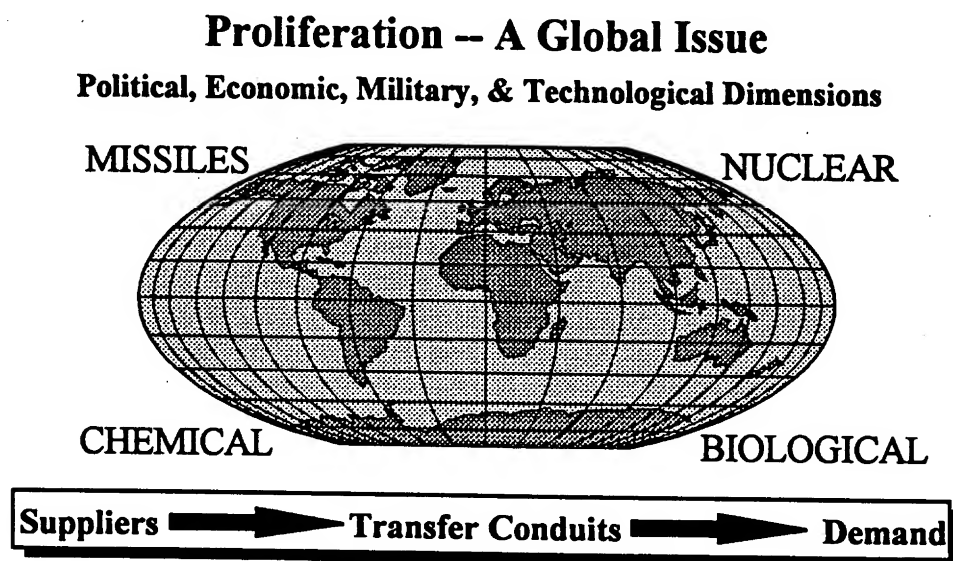 Proliferation -- A Global Issue
Political, Economic, Military, & Technological Dimensions
MISSILES NUCLEAR
CHEMICAL BIOLOGICAL
Suppliers Transfer Conduits Demand